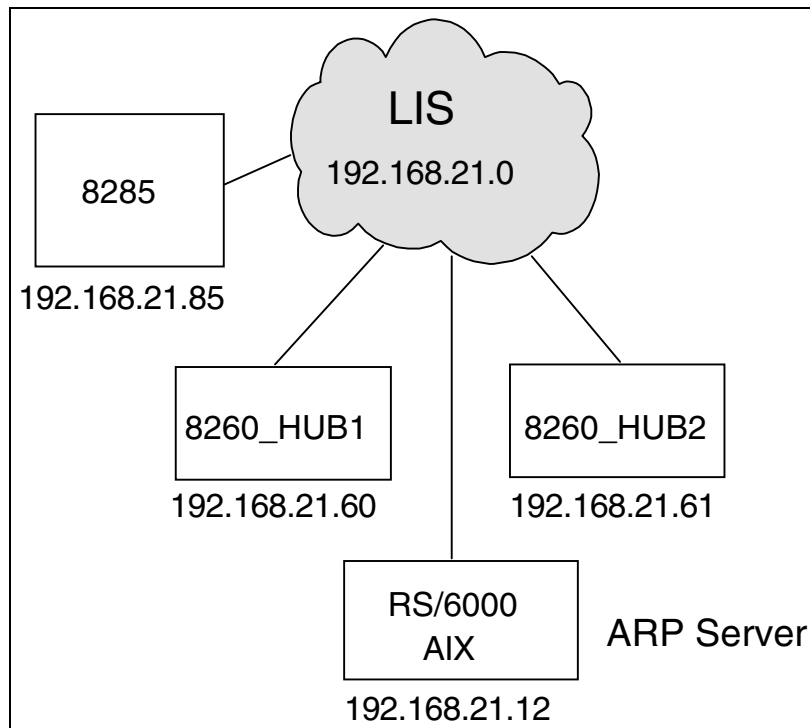 LIS
192.168.21.0
8285
192.168.21.85
8260_HUB1
192.168.21.60
8260_HUB2
192.168.21.61
RS/6000
AIX
ARP Server
192.168.21.12